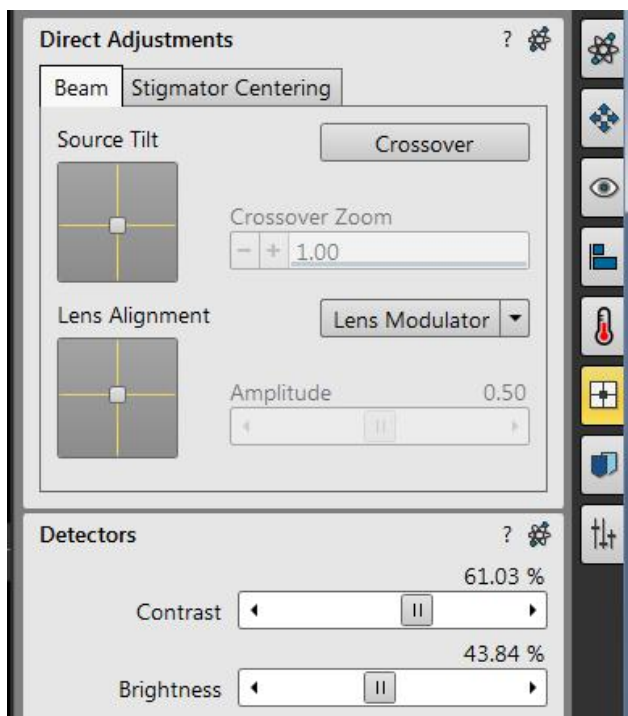 Direct Adjustments ?
Beam Stigmator Centering
Source Tilt Crossover
Crossover Zoom
- + 1.00
Lens Alignment Lens Modulator
Amplitude 0.50
Detectors ?
61.03 %
Contrast
43.84 %
Brightness